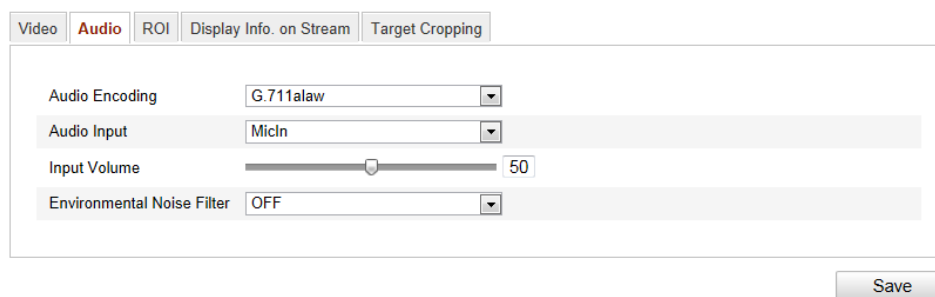 Video Audio ROI Display Info. on Stream Target Cropping
Audio Encoding G.711alaw
Audio Input MicIn
Input Volume 50
Environmental Noise Filter OFF
Save